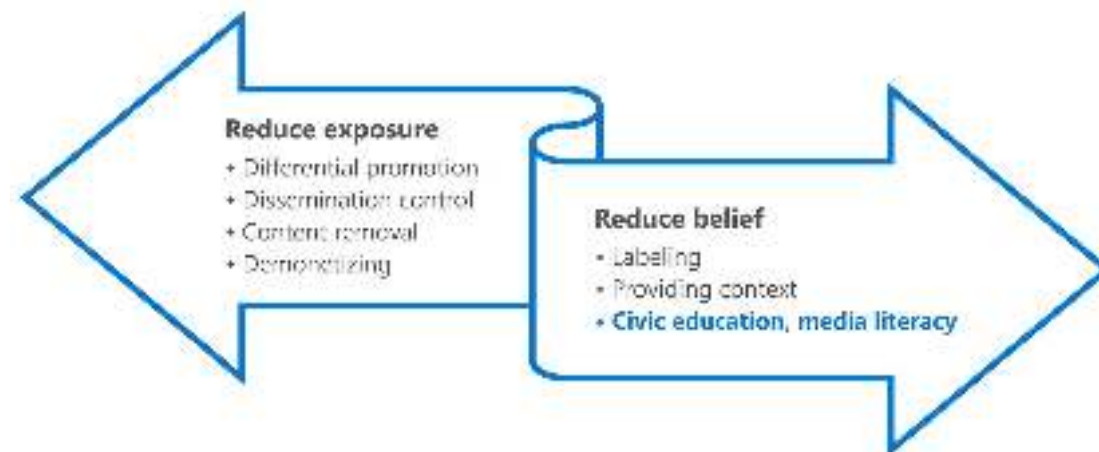 Reduce exposure
• Differential promotion
• Dissemination control
• Content removal
• Demonetizing
Reduce belief
• Labeling
• Providing context
• Civic education, media literacy